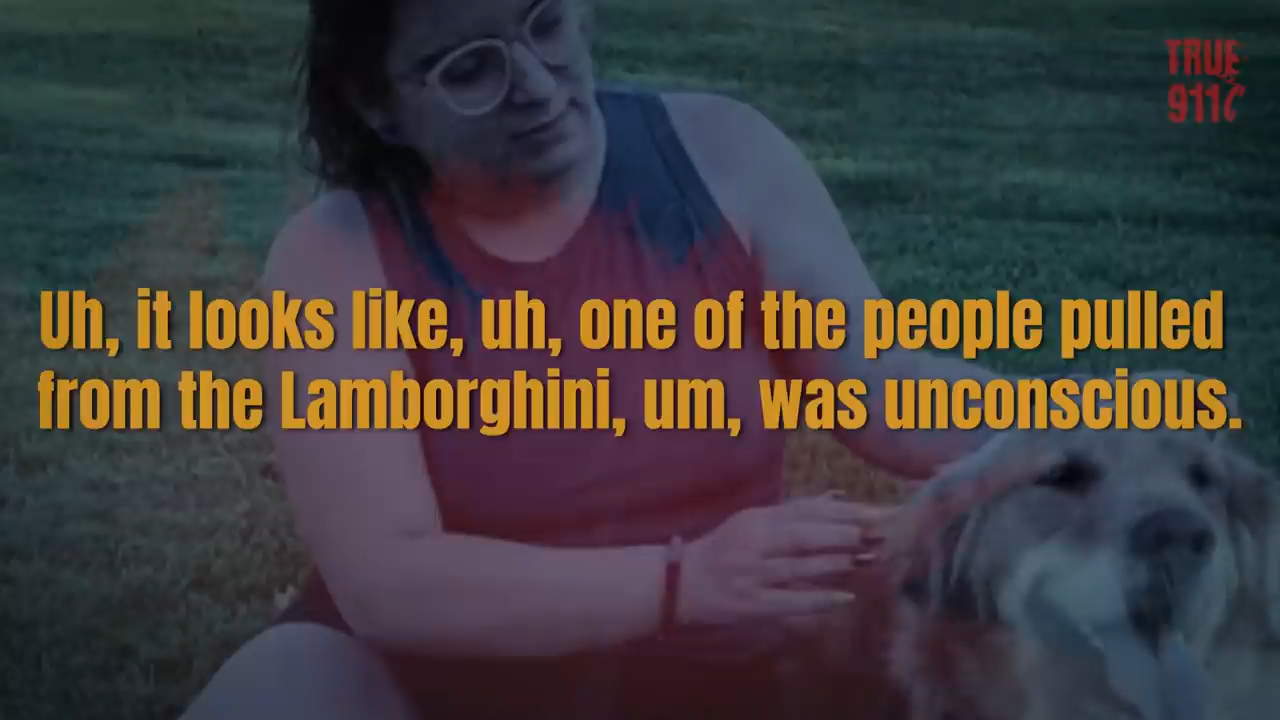 TRUE
911
Uh, it looks like, uh, one of the people pulled
from the Lamborghini, um, was unconscious.